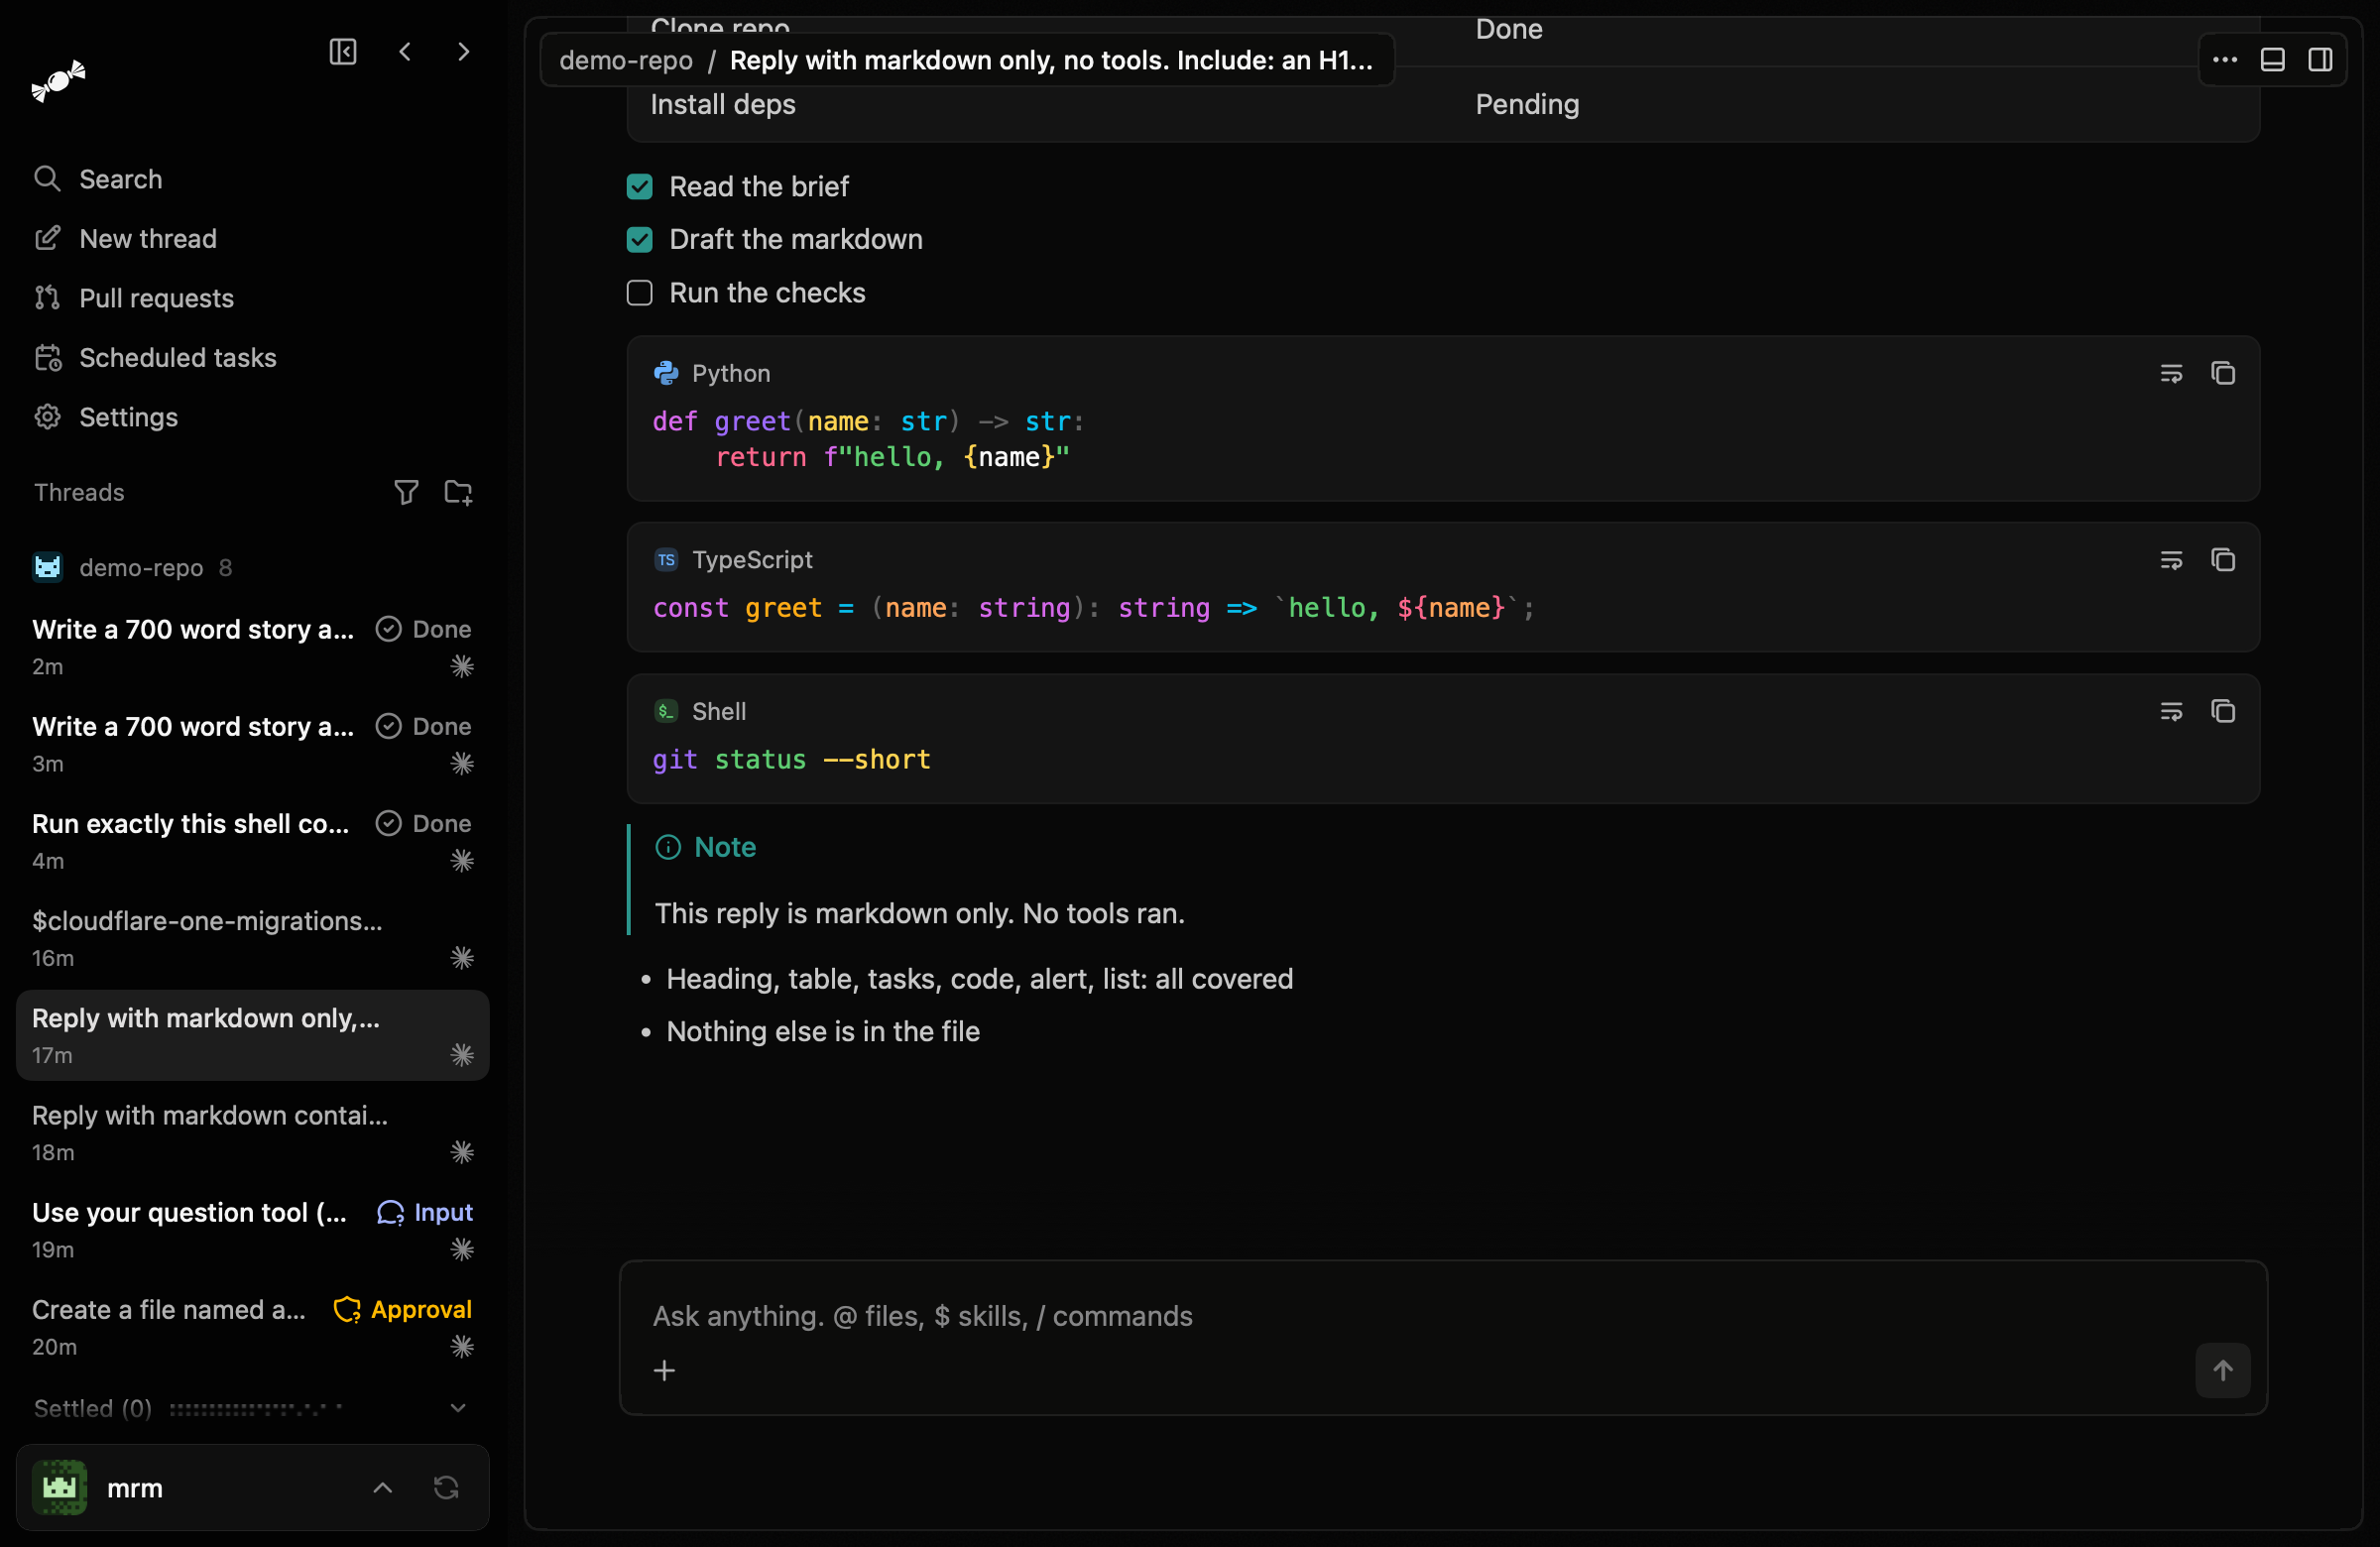 Search
New thread
Pull requests
Scheduled tasks
Settings
Threads
demo-repo 8
Write a 700 word story a... Done
2m
Write a 700 word story a... Done
3m
Run exactly this shell co... Done
4m
$cloudflare-one-migrations...
16m
Reply with markdown only,...
17m
Reply with markdown contai...
18m
Use your question tool (... Input
19m
Create a file named a... Approval
20m
Settled (0)
mrm
Clone repo Done
demo-repo / Reply with markdown only, no tools. Include: an H1...
Install deps Pending
Read the brief
Draft the markdown
Run the checks
Python
def greet(name: str) -> str:
    return f"hello, {name}"
TS TypeScript
const greet = (name: string): string => `hello, ${name}`;
$_ Shell
git status --short
Note
This reply is markdown only. No tools ran.
• Heading, table, tasks, code, alert, list: all covered
• Nothing else is in the file
Ask anything. @ files, $ skills, / commands